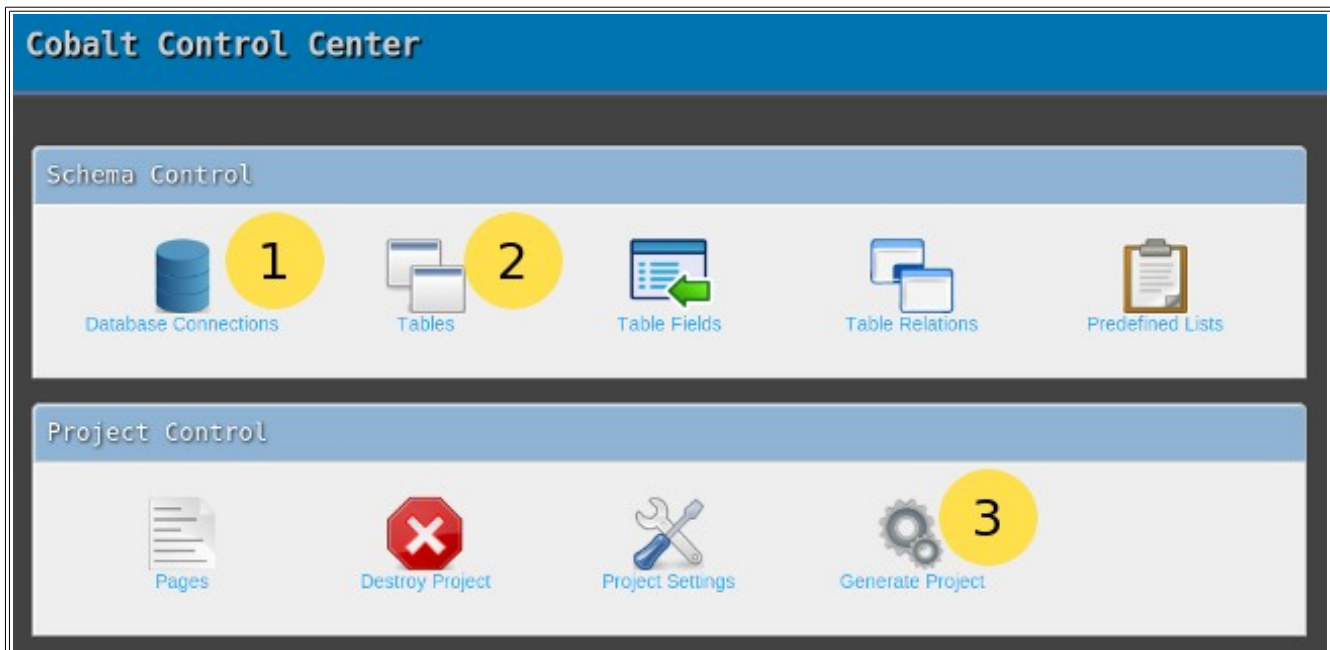 Cobalt Control Center
Schema Control
1 2
Database Connections Tables Table Fields Table Relations Predefined Lists
Project Control
3
Pages Destroy Project Project Settings Generate Project